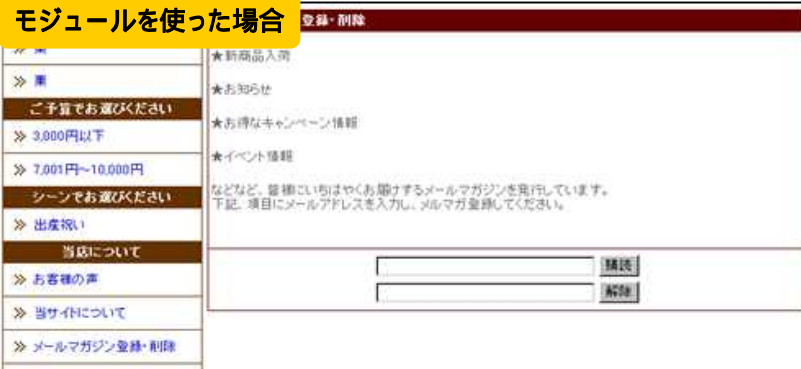 モジュールを使った場合
登録・削除
栗
ご予算でお選びください
3,000円以下
7,001円～10,000円
シーンでお選びください
出産祝い
当店について
お客様の声
当サイトについて
メールマガジン登録・削除
★新商品入荷
★お知らせ
★お得なキャンペーン情報
★イベント情報
などなど、皆様にいちはやくお届けするメールマガジンを発行しています。
下記、項目にメールアドレスを入力し、メルマガ登録してください。
購読
解除